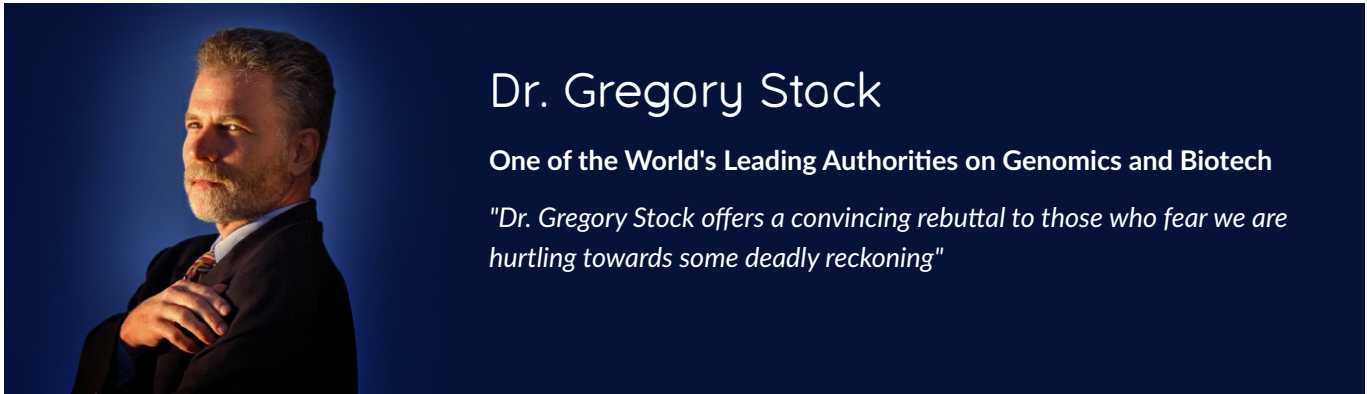 Dr. Gregory Stock
One of the World's Leading Authorities on Genomics and Biotech
"Dr. Gregory Stock offers a convincing rebuttal to those who fear we are
hurtling towards some deadly reckoning"